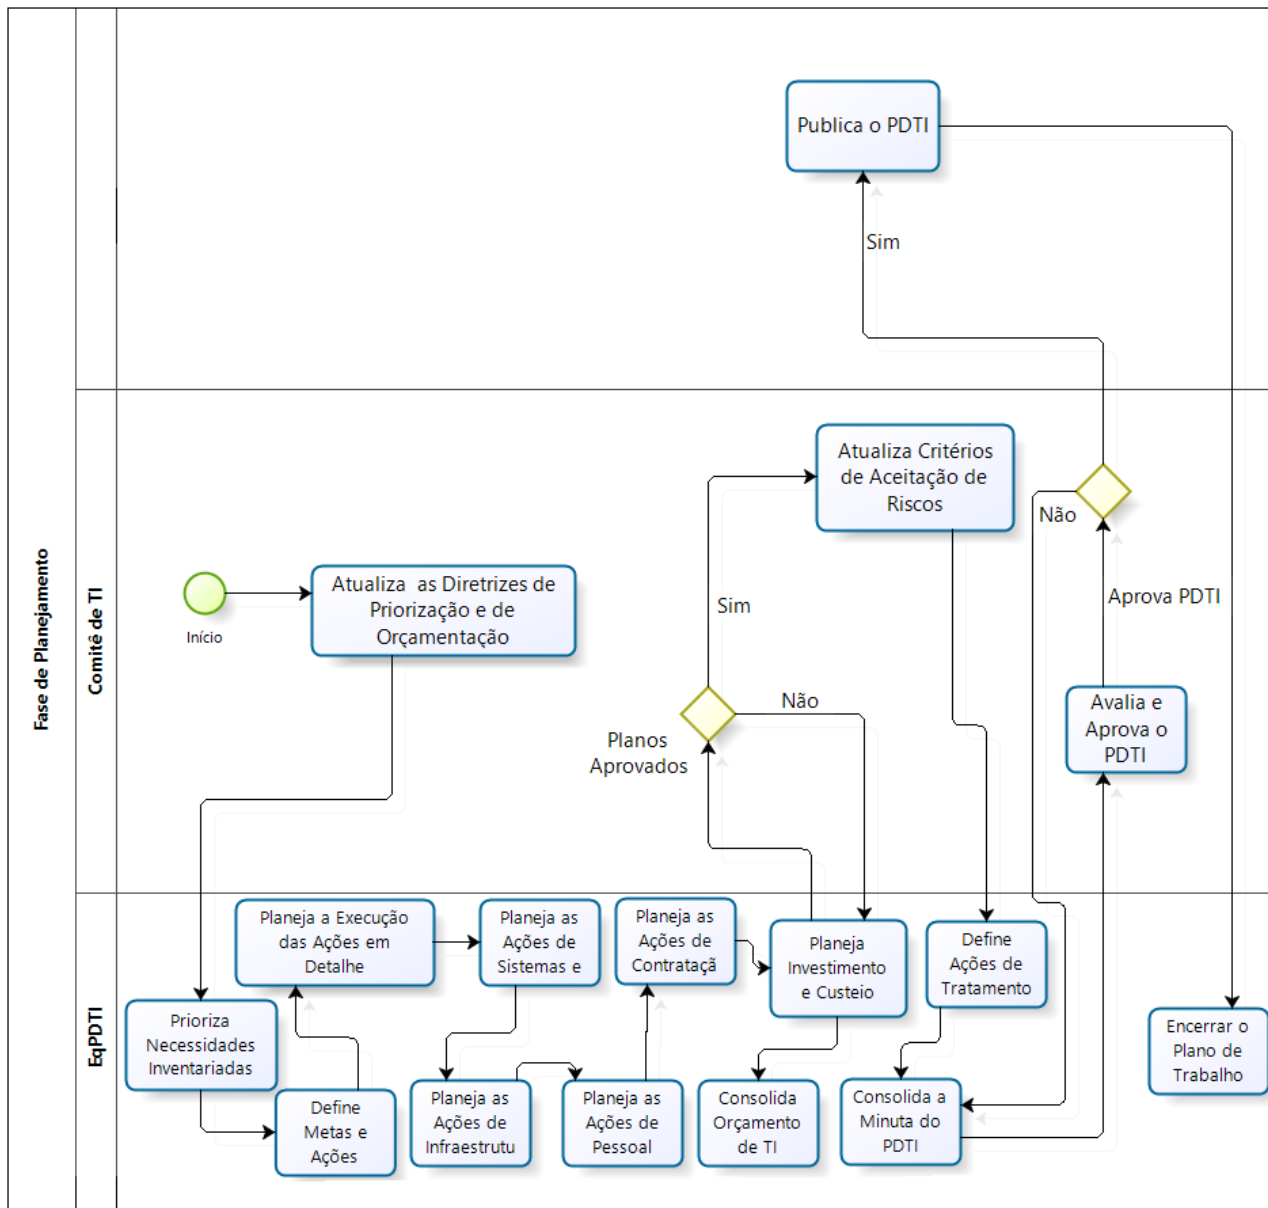 Fase de Planejamento
Comitê de TI
EqPDTI
Publica o PDTI
Sim
Atualiza Critérios
de Aceitação de
Riscos
Não
Início
Atualiza as Diretrizes de
Priorização e de
Orçamentação
Sim
Aprova PDTI
Não
Planos
Aprovados
Avalia e
Aprova o
PDTI
Planeja a Execução
das Ações em
Detalhe
Planeja as
Ações de
Sistemas e
Planeja as
Ações de
Contrataçã
Planeja
Investimento
e Custeio
Define
Ações de
Tratamento
Prioriza
Necessidades
Inventariadas
Encerrar o
Plano de
Trabalho
Define
Metas e
Ações
Planeja as
Ações de
Infraestrutu
Planeja as
Ações de
Pessoal
Consolida
Orçamento
de TI
Consolida a
Minuta do
PDTI